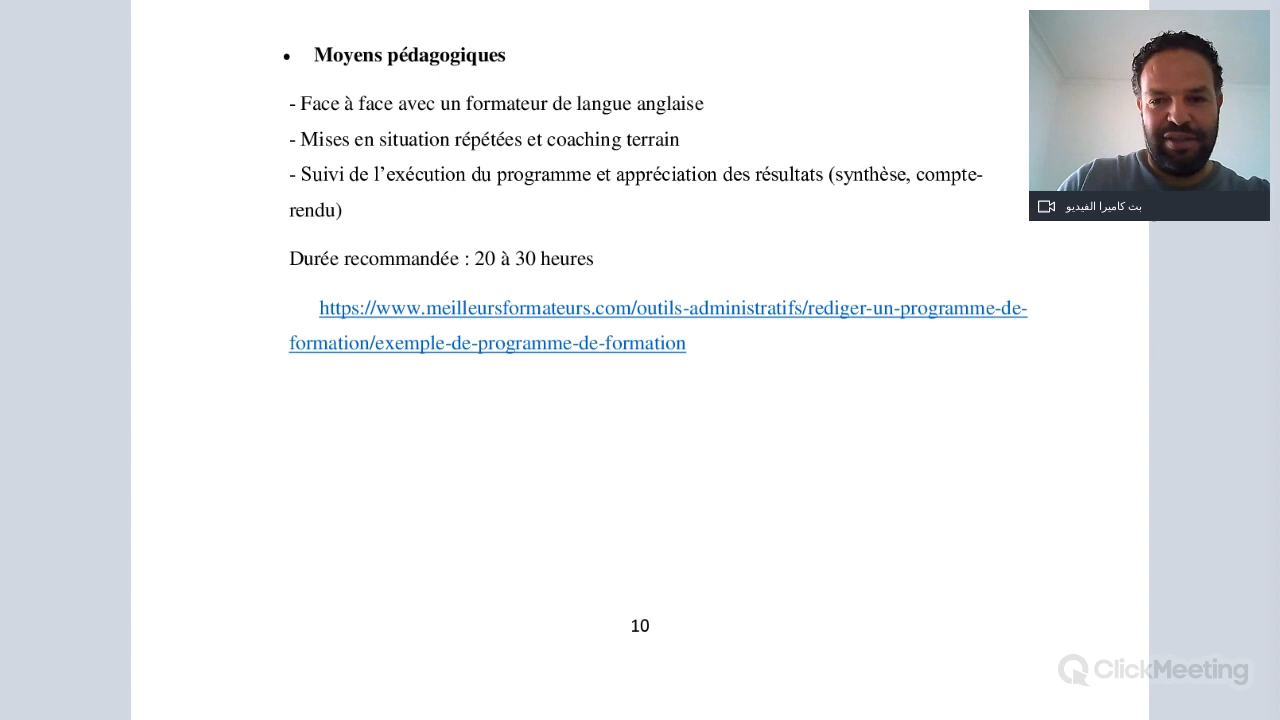 • Moyens pédagogiques
- Face à face avec un formateur de langue anglaise
- Mises en situation répétées et coaching terrain
- Suivi de l’exécution du programme et appréciation des résultats (synthèse, compte-
rendu)
Durée recommandée : 20 à 30 heures
https://www.meilleursformateurs.com/outils-administratifs/rediger-un-programme-de-
formation/exemple-de-programme-de-formation
10
بث كاميرا الفيديو
ClickMeeting